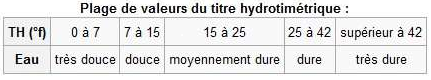 Plage de valeurs du titre hydrotimétrique :
TH (°f) 0 à 7 7 à 15 15 à 25 25 à 42 supérieur à 42
Eau très douce douce moyennement dure dure très dure